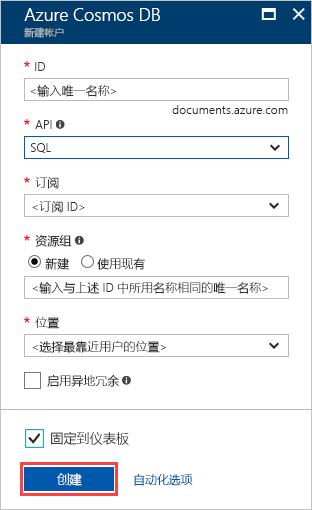 Azure Cosmos DB
新建帐户
* ID
<输入唯一名称>
documents.azure.com
* API
SQL
* 订阅
<订阅 ID>
* 资源组
新建 使用现有
<输入与上述 ID 中所用名称相同的唯一名称>
* 位置
<选择最靠近用户的位置>
启用异地冗余
固定到仪表板
创建 自动化选项